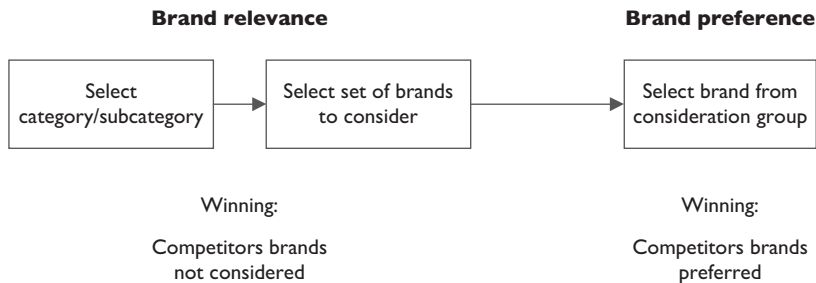 Brand relevance
Brand preference
Select
category/subcategory
Select set of brands
to consider
Select brand from
consideration group
Winning:
Competitors brands
not considered
Winning:
Competitors brands
preferred